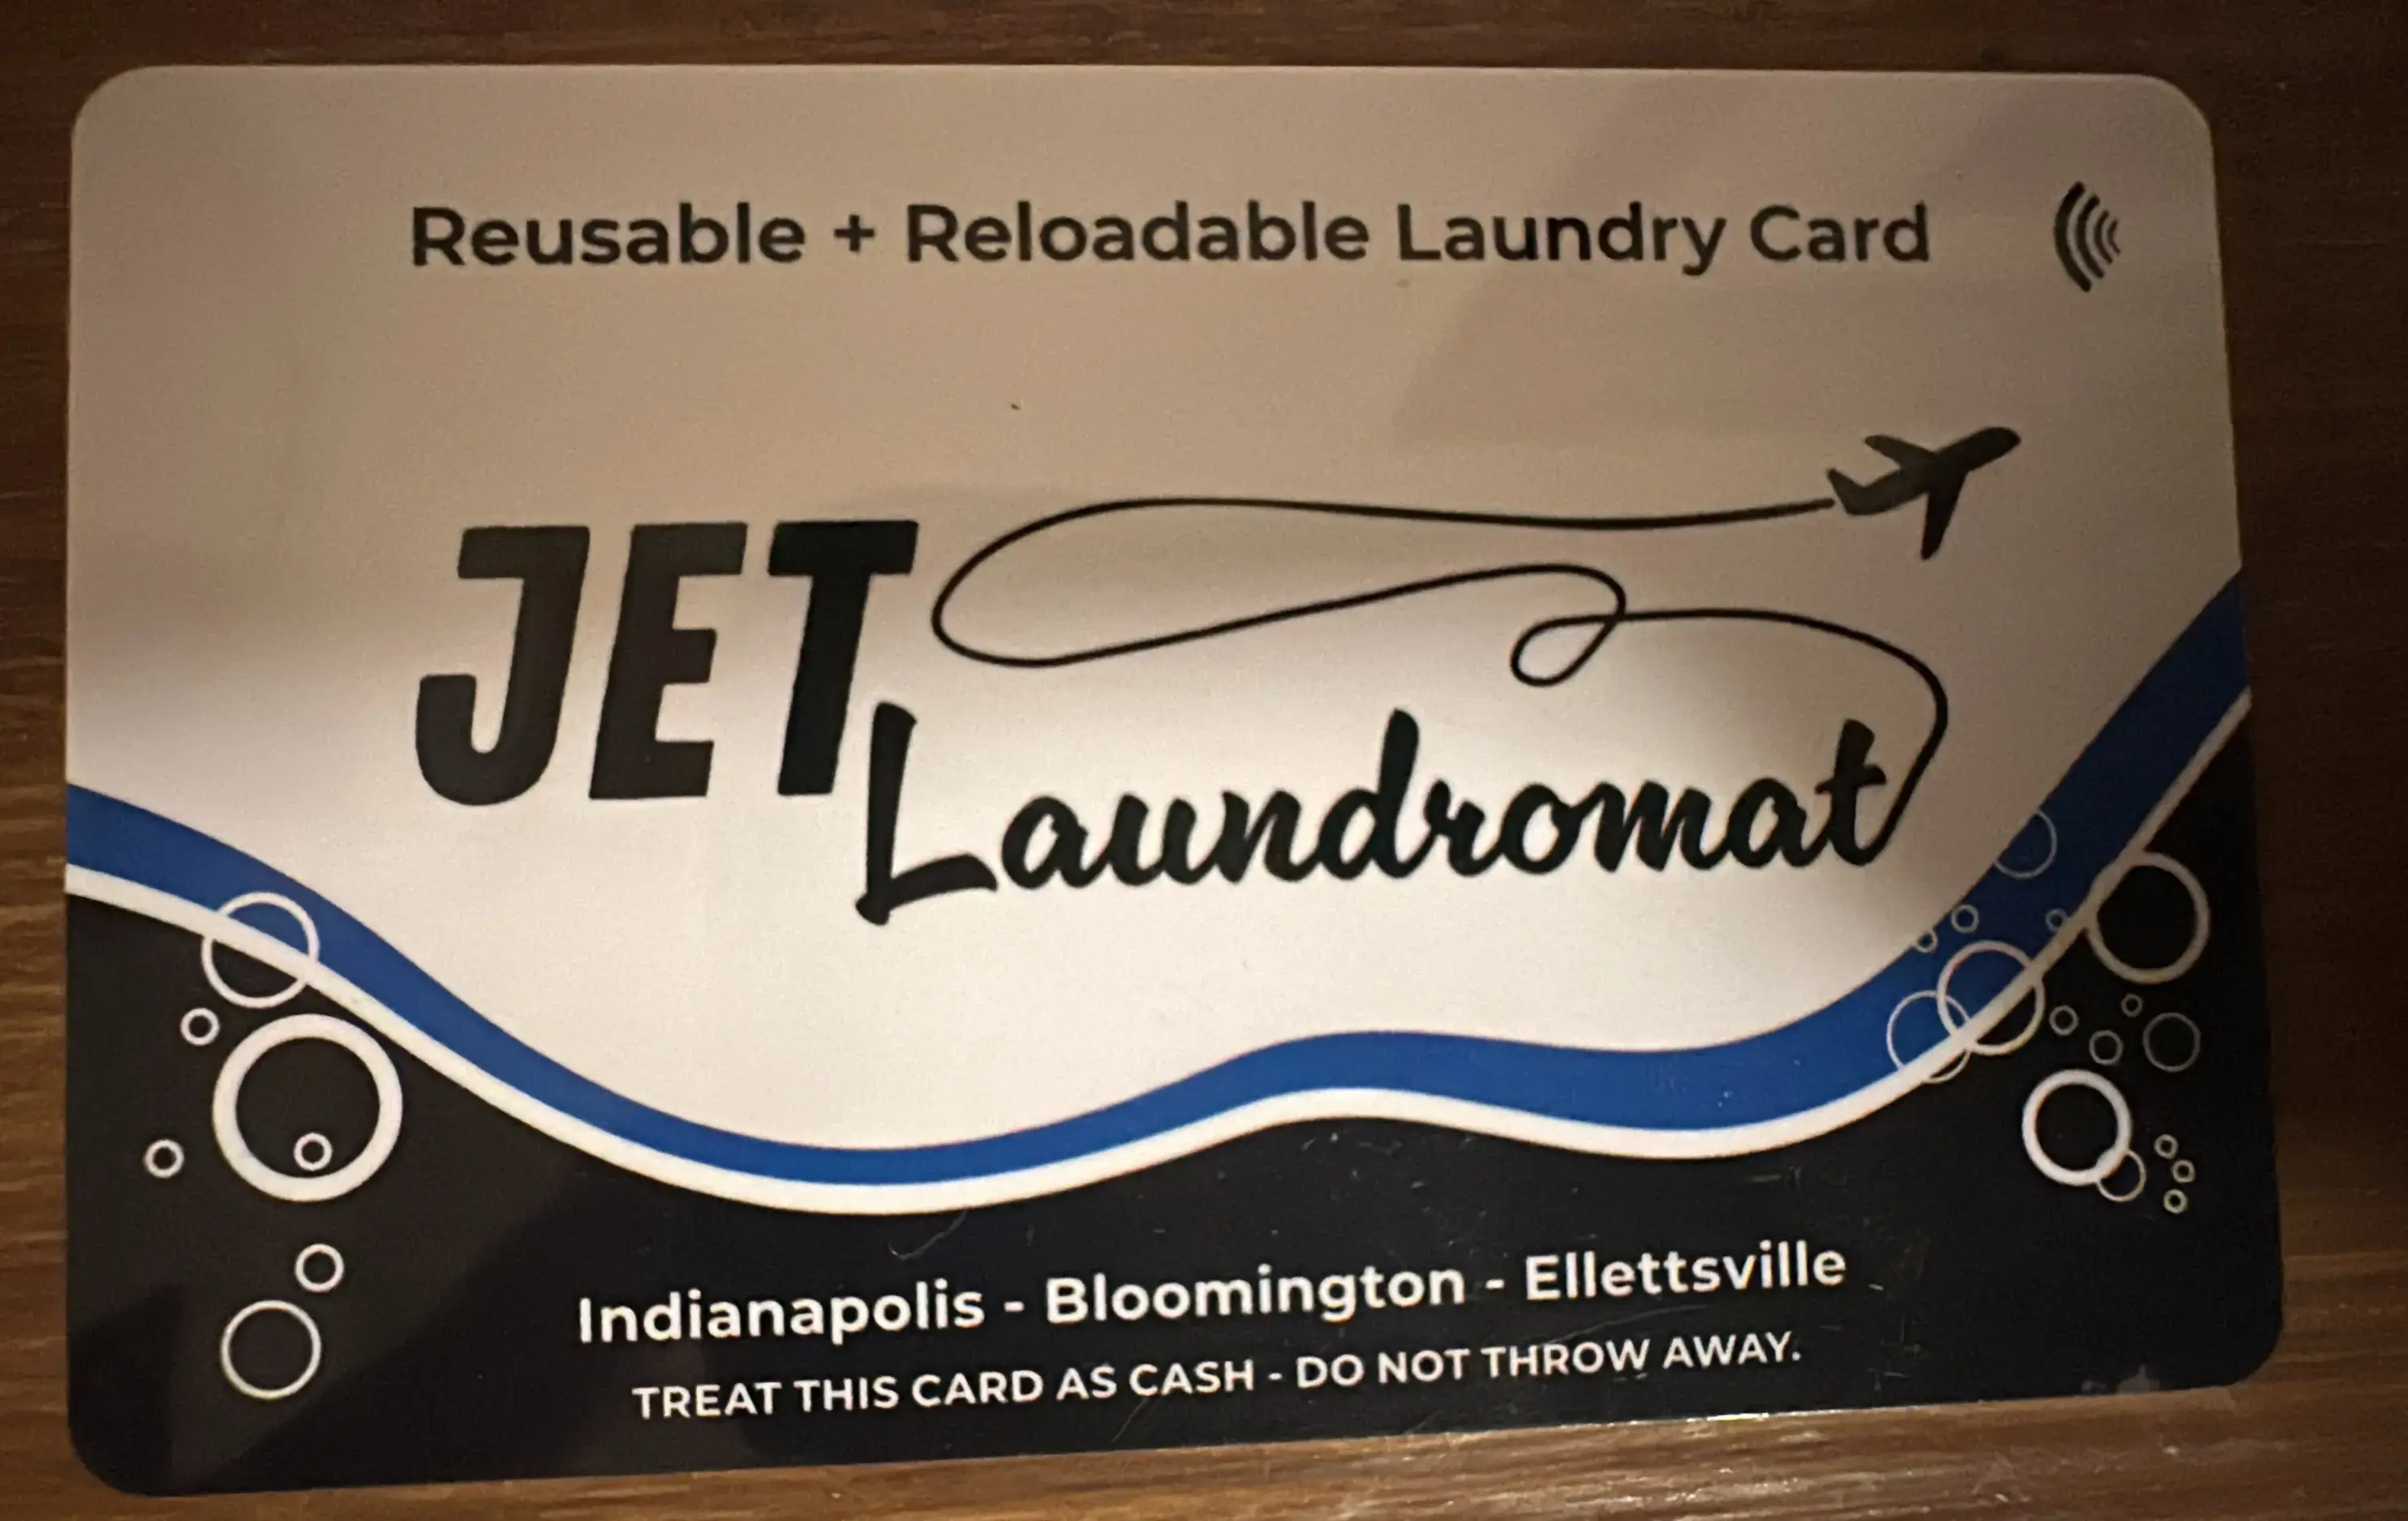 Reusable + Reloadable Laundry Card
JET
Laundromat
Indianapolis - Bloomington - Ellettsville
TREAT THIS CARD AS CASH - DO NOT THROW AWAY.